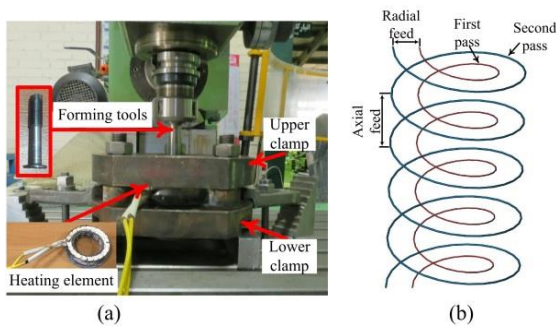 Forming tools
Upper
clamp
Lower
clamp
Heating element
(a)
Radial
feed
First
pass
Second
pass
Axial
feed
(b)